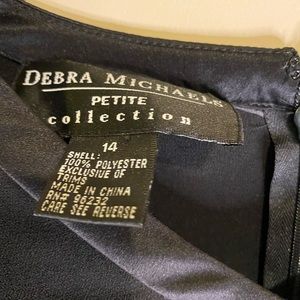 DEBRA MICHAELS
PETITE
collection
14
SHELL:
100% POLYESTER
EXCLUSIVE OF
TRIMS
MADE IN CHINA
RN# 96232
CARE SEE REVERSE